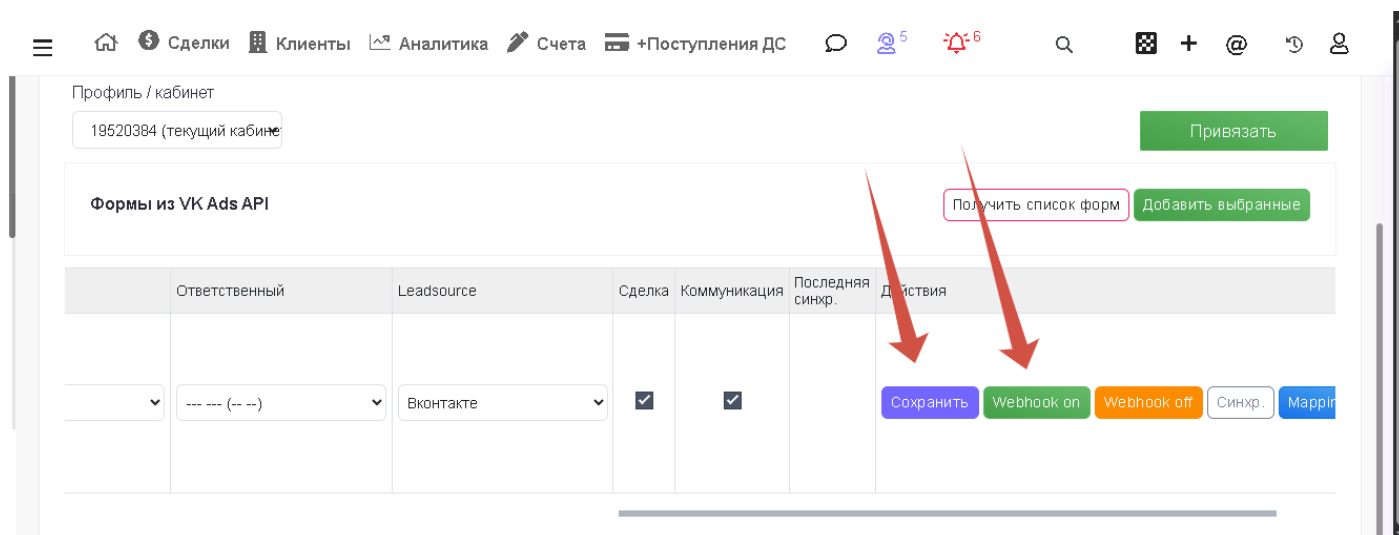 Сделки Клиенты Аналитика Счета +Поступления ДС 5 6
Профиль / кабинет
19520384 (текущий кабинет
Привязать
Формы из VK Ads API
Получить список форм
Добавить выбранные
Ответственный
Leadsource
Сделка
Коммуникация
Последняя
синхр.
Действия
--- --- (-- --)
Вконтакте
Сохранить
Webhook on
Webhook off
Синхр.
Mappin